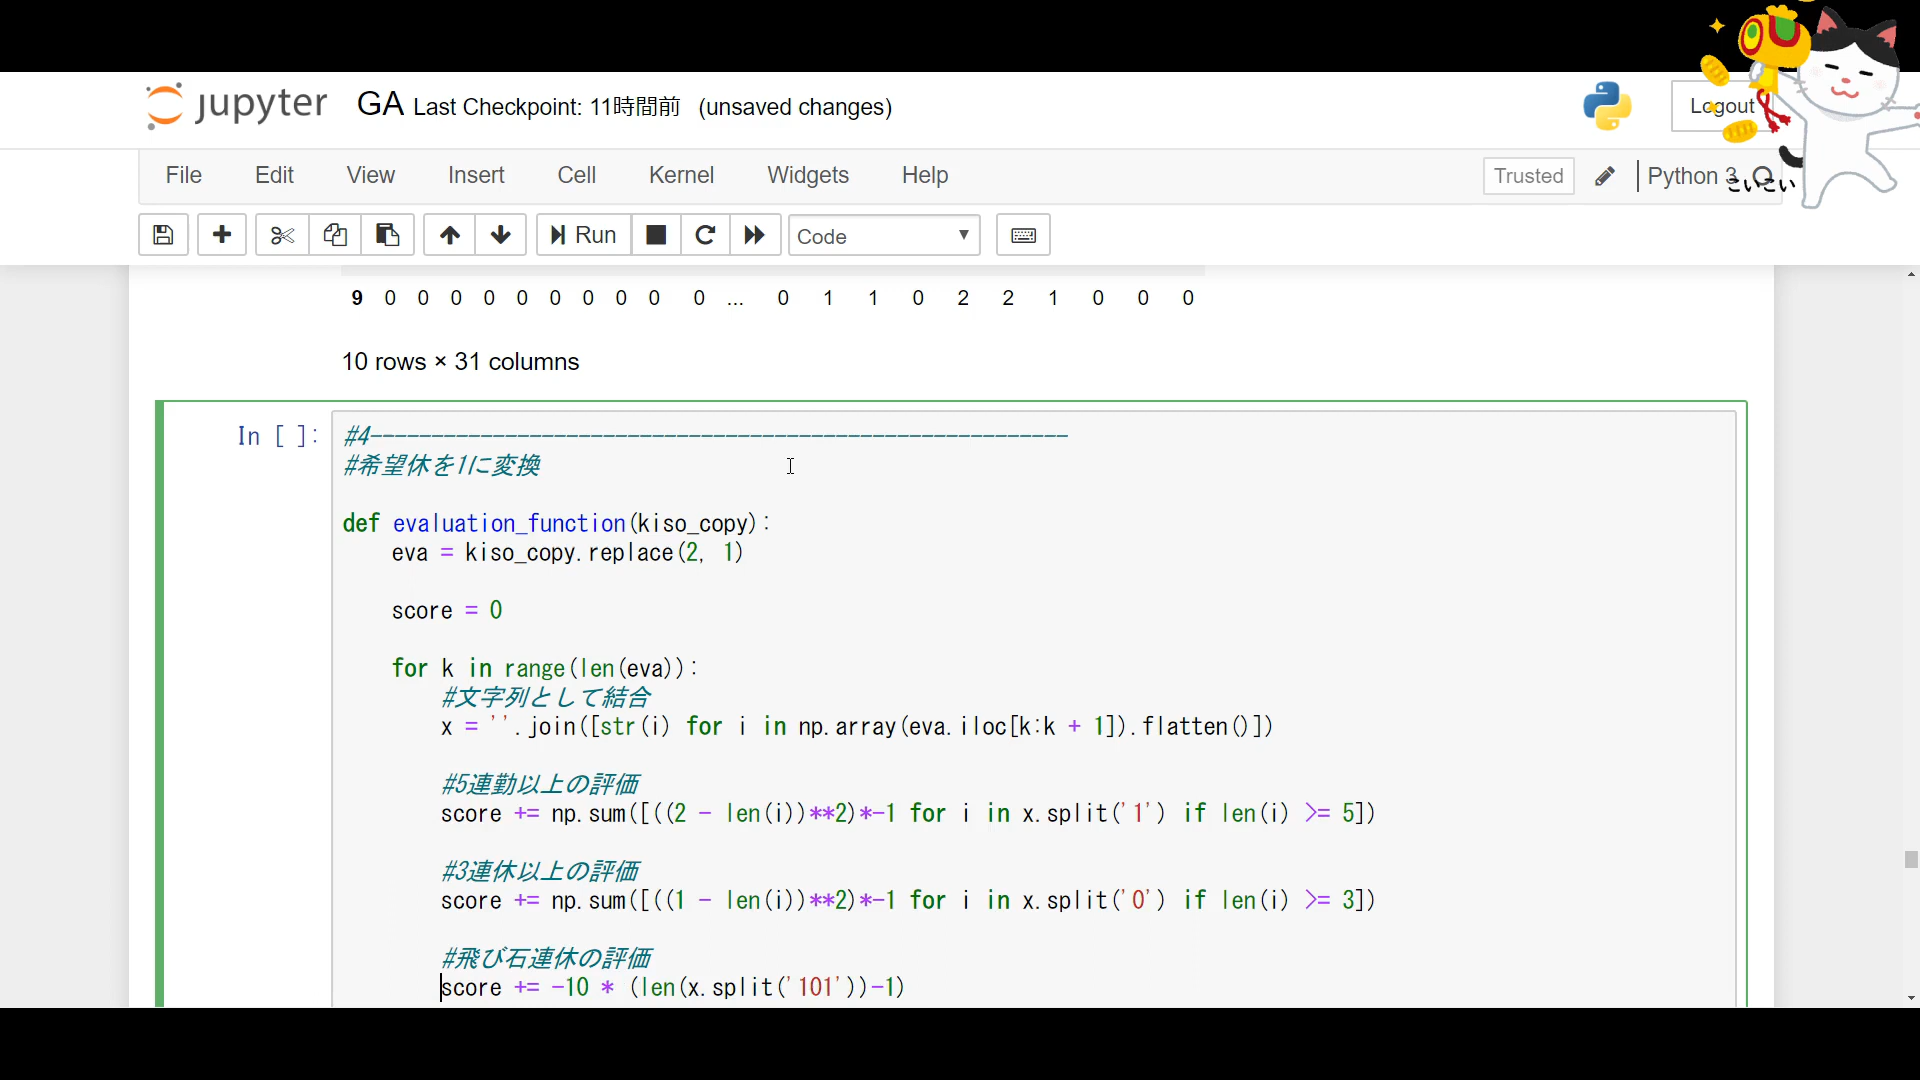 jupyter GA Last Checkpoint: 11時間前 (unsaved changes)
Logout
File Edit View Insert Cell Kernel Widgets Help
Trusted Python 3
こいこい
Run Code
9 0 0 0 0 0 0 0 0 0 0 ... 0 1 1 0 2 2 1 0 0 0
10 rows × 31 columns
In [ ]:
#4---------------------------------------------------------
#希望休を1に変換
def evaluation_function(kiso_copy):
    eva = kiso_copy.replace(2, 1)
    score = 0
    for k in range(len(eva)):
        #文字列として結合
        x = ''.join([str(i) for i in np.array(eva.iloc[k:k + 1]).flatten()])
        #5連勤以上の評価
        score += np.sum([((2 - len(i))**2)*-1 for i in x.split('1') if len(i) >= 5])
        #3連休以上の評価
        score += np.sum([((1 - len(i))**2)*-1 for i in x.split('0') if len(i) >= 3])
        #飛び石連休の評価
        score += -10 * (len(x.split('101'))-1)